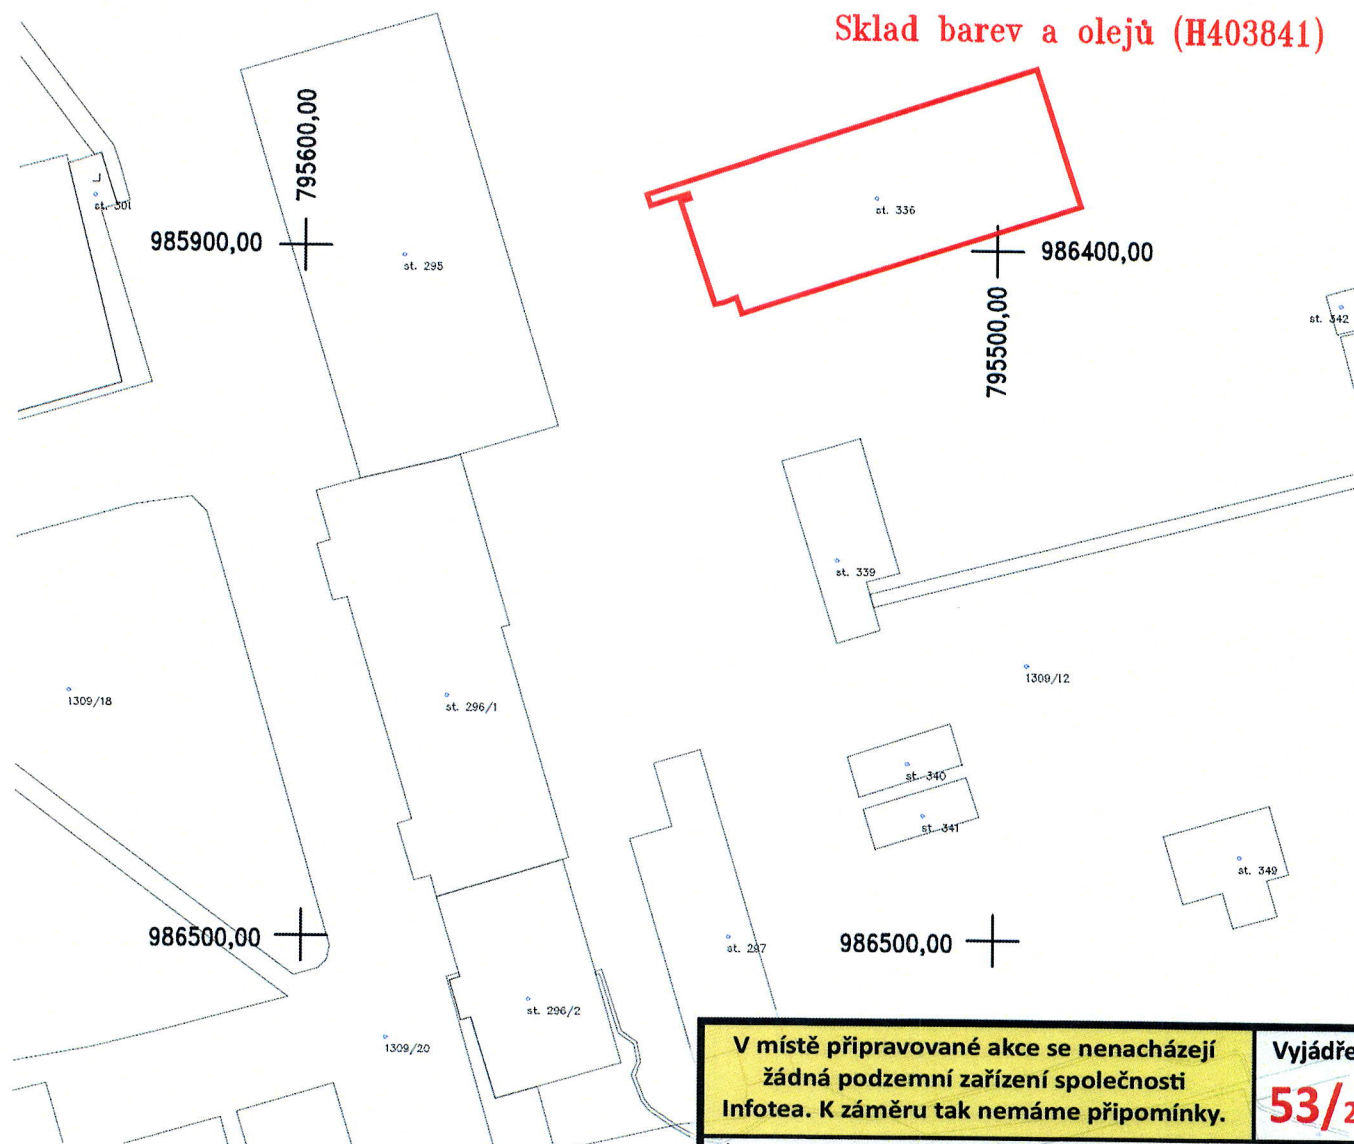 Sklad barev a olejů (H403841)
795600,00
985900,00
st. 301
st. 295
st. 336
986400,00
795500,00
st. 342
st. 339
1309/18
st. 296/1
1309/12
st. 340
st. 341
st. 349
986500,00
st. 297
986500,00
st. 296/2
1309/20
V místě připravované akce se nenacházejí
žádná podzemní zařízení společnosti
Infotea. K záměru tak nemáme připomínky.
Vyjádře
53/2